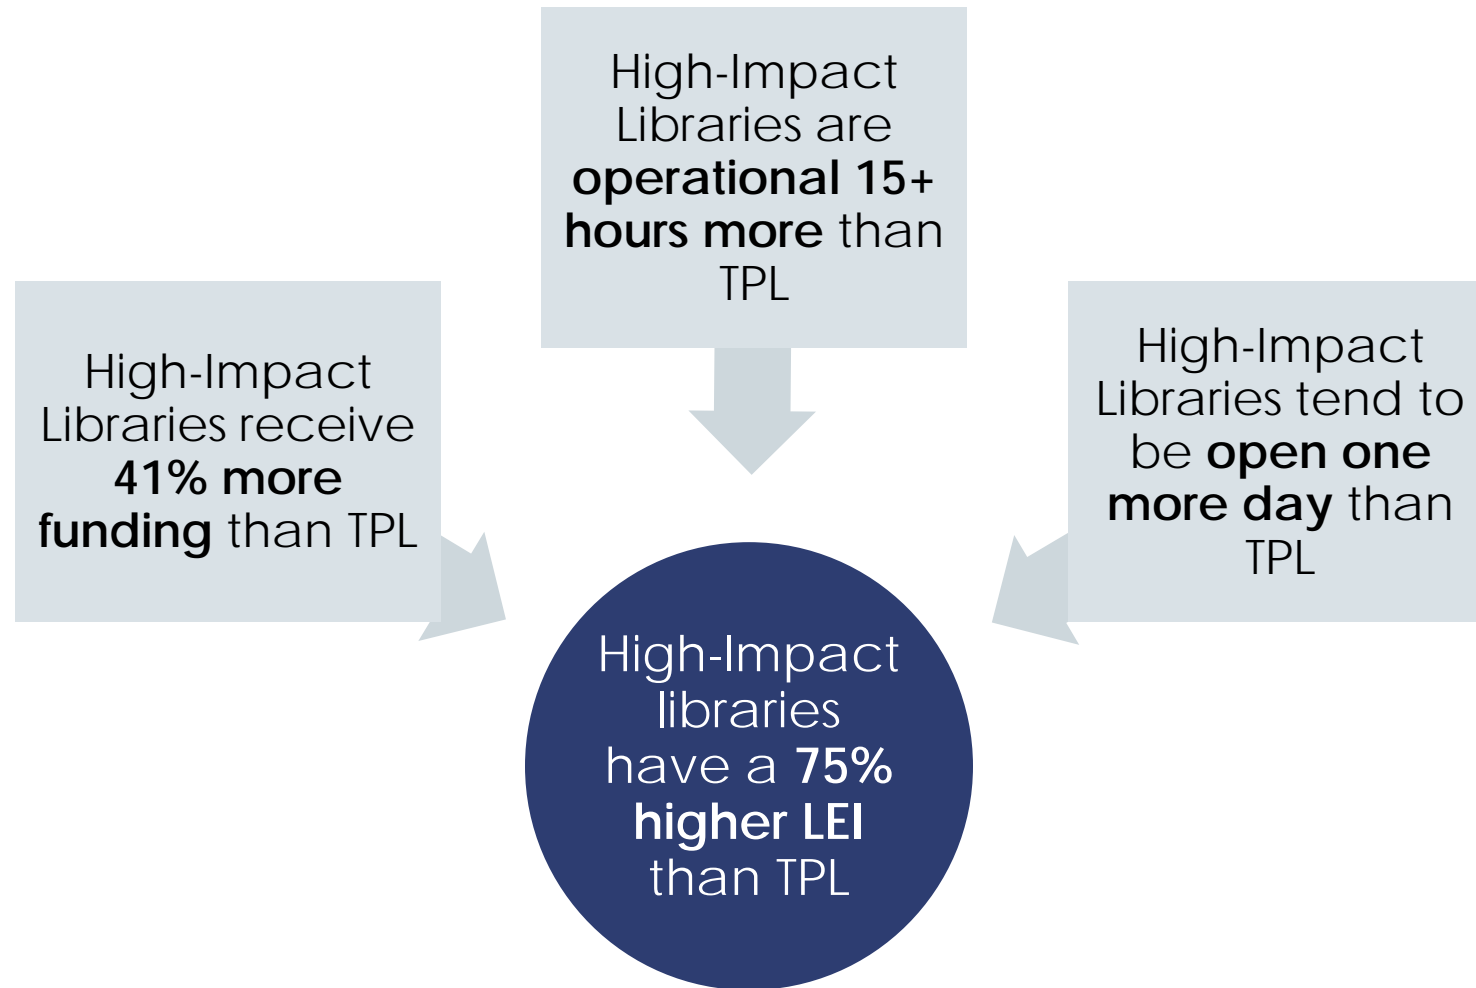 High-Impact
Libraries are
operational 15+
hours more than
TPL
High-Impact
Libraries receive
41% more
funding than TPL
High-Impact
Libraries tend to
be open one
more day than
TPL
High-Impact
libraries
have a 75%
higher LEI
than TPL